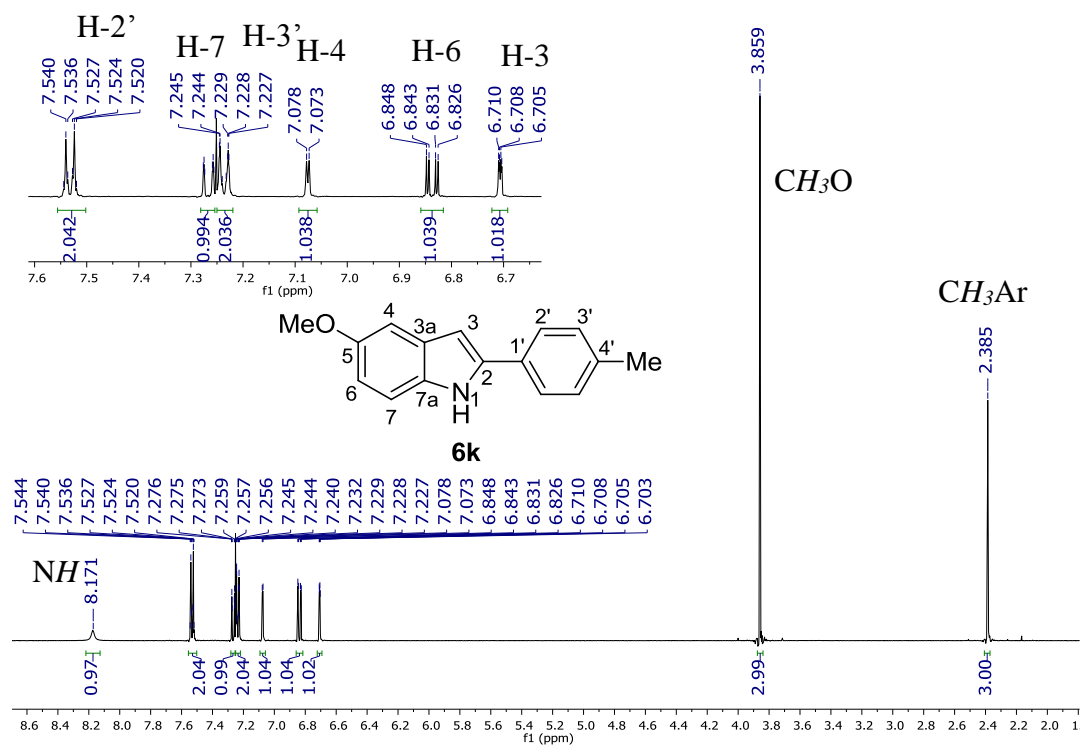 H-2’ H-7 H-3’ H-4 H-6 H-3
7.540 7.536 7.527 7.524 7.520 7.245 7.244 7.229 7.228 7.227 7.078 7.073 6.848 6.843 6.831 6.826 6.710 6.708 6.705
2.042 0.994 2.036 1.038 1.039 1.018
7.6 7.5 7.4 7.3 7.2 7.1 7.0 6.9 6.8 6.7
f1 (ppm)
3.859
CH3O
CH3Ar
2.385
MeO 4 3a 3 2' 3' 1' 4' Me
5 6 7 7a N 1 H 2
6k
7.544 7.540 7.536 7.527 7.524 7.520 7.276 7.275 7.273 7.259 7.257 7.256 7.245 7.244 7.240 7.232 7.229 7.228 7.227 7.078 7.073 6.848 6.843 6.831 6.826 6.710 6.708 6.705 6.703
NH
8.171
0.97 2.04 0.99 2.04 1.04 1.04 1.02 2.99 3.00
8.6 8.4 8.2 8.0 7.8 7.6 7.4 7.2 7.0 6.8 6.6 6.4 6.2 6.0 5.8 5.6 5.4 5.2 5.0 4.8 4.6 4.4 4.2 4.0 3.8 3.6 3.4 3.2 3.0 2.8 2.6 2.4 2.2 2.0
f1 (ppm)